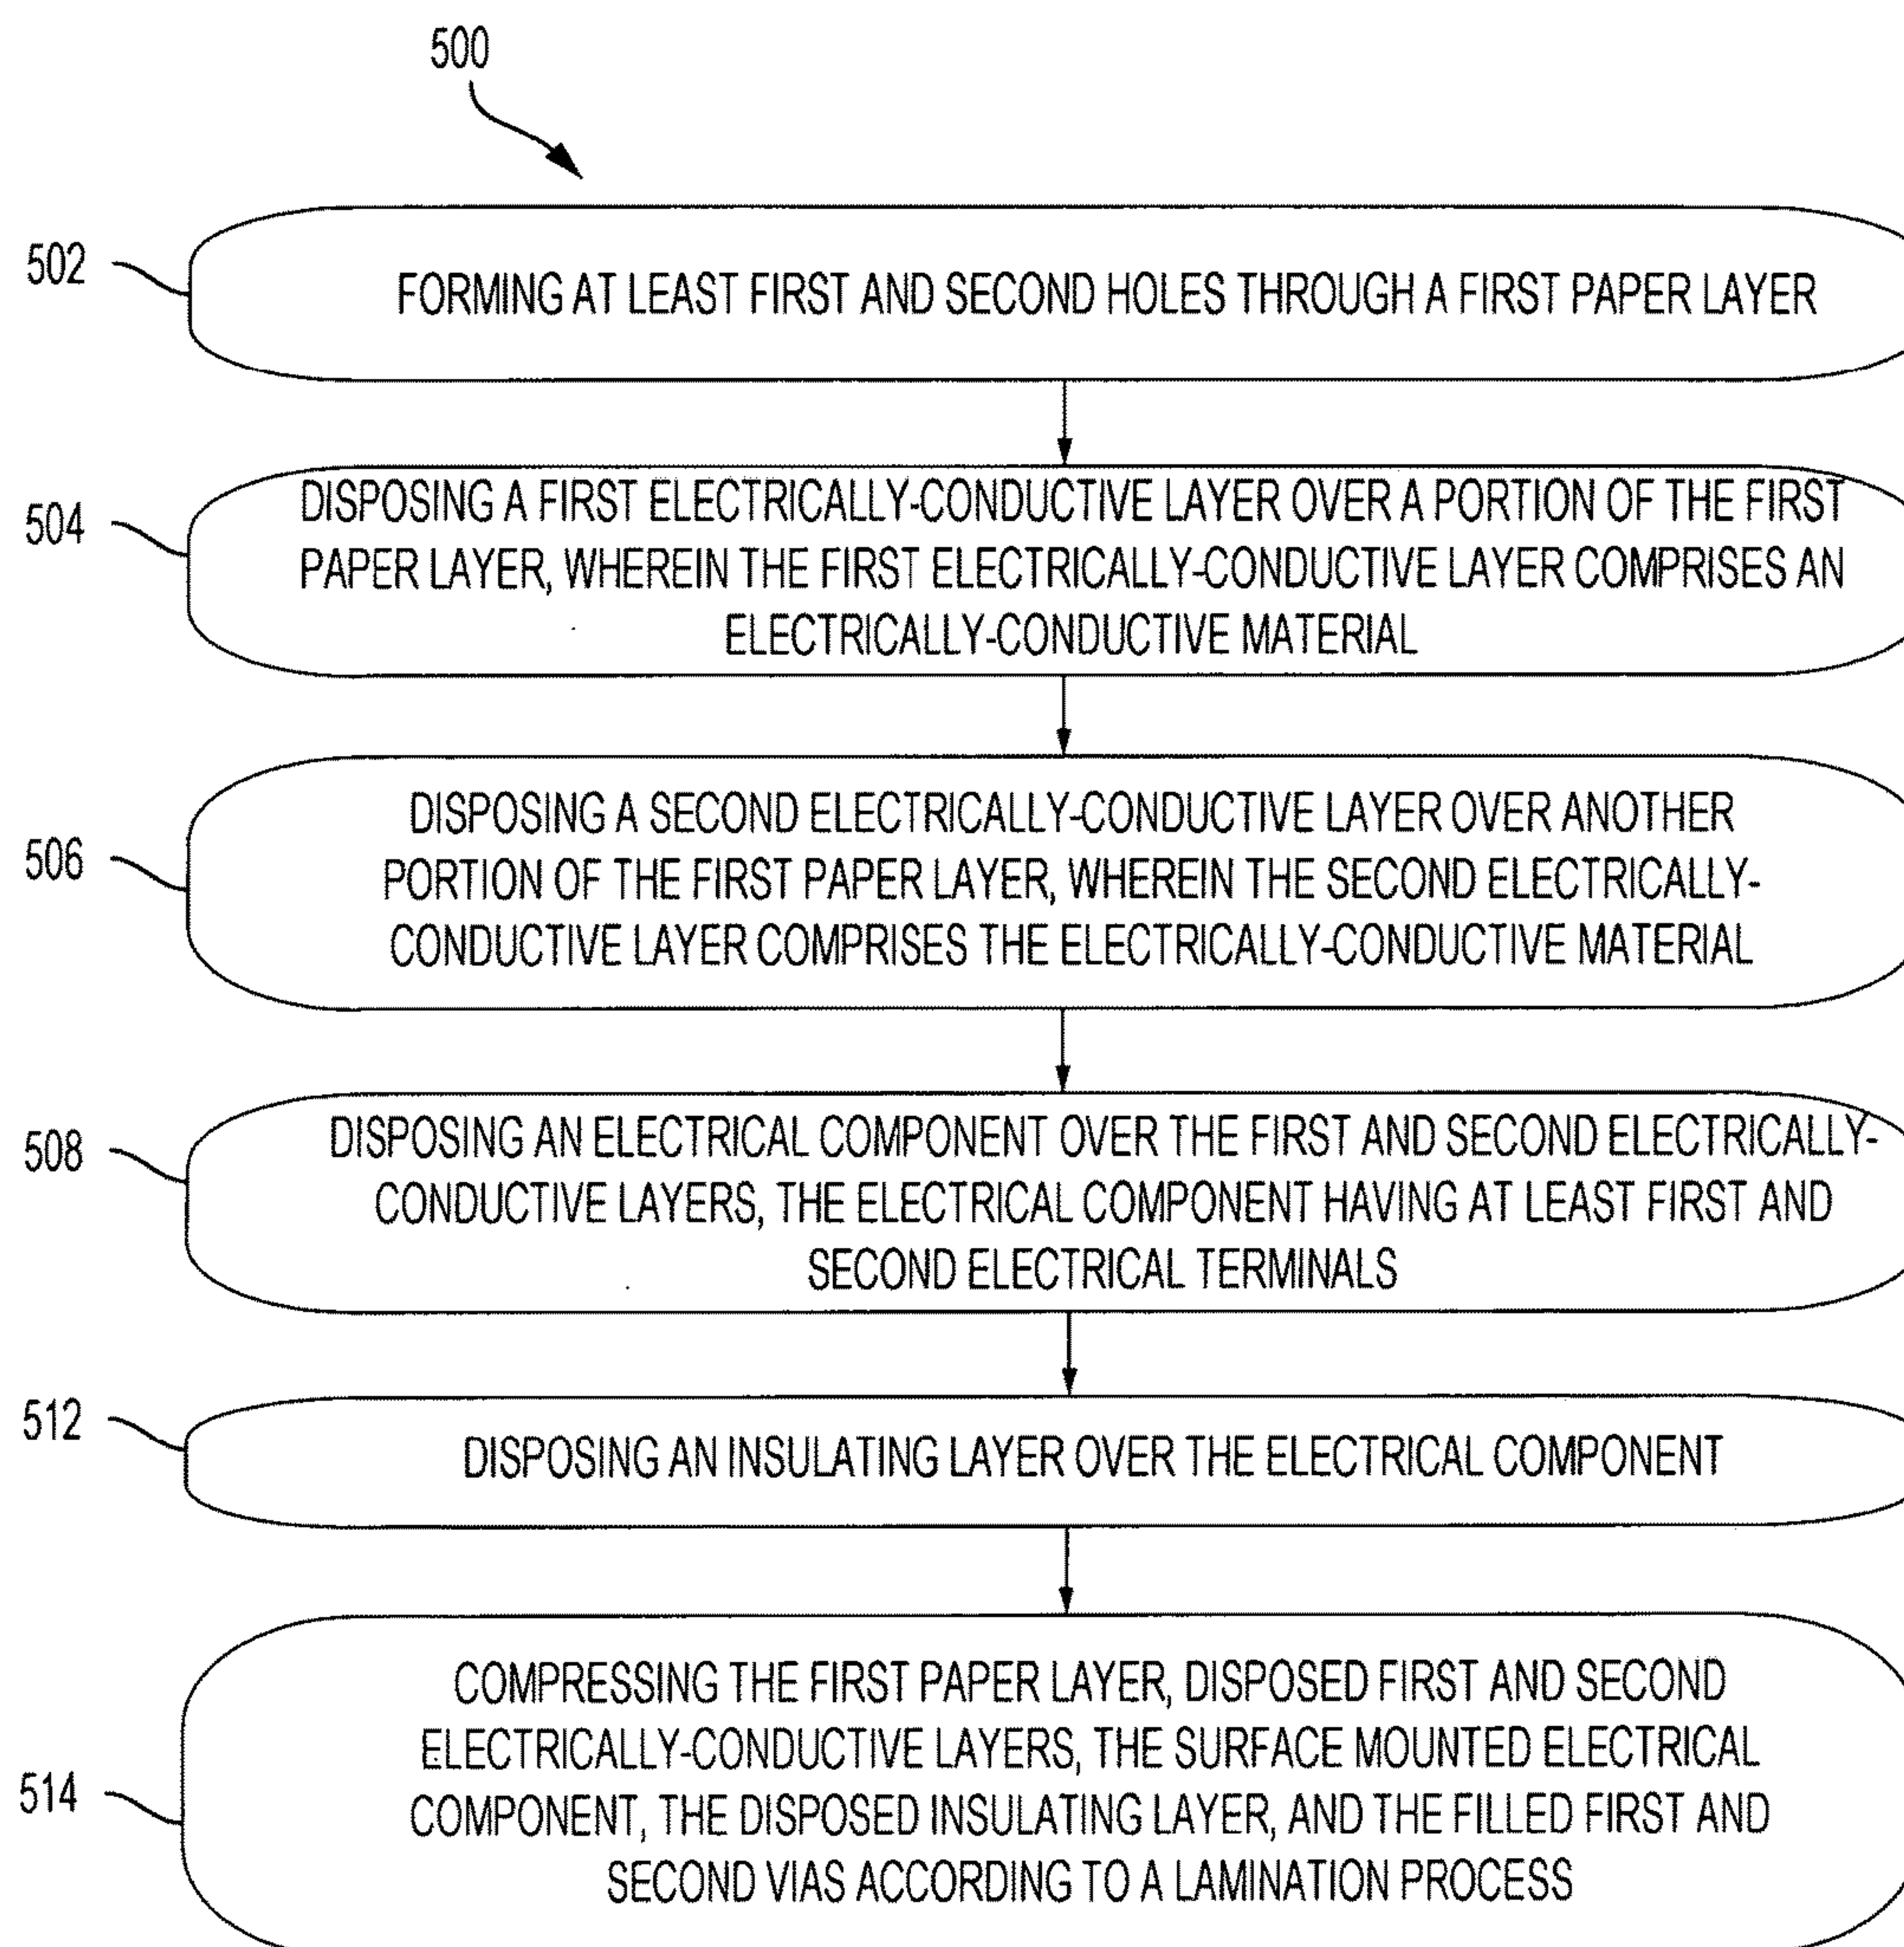 500
502
FORMING AT LEAST FIRST AND SECOND HOLES THROUGH A FIRST PAPER LAYER
504
DISPOSING A FIRST ELECTRICALLY-CONDUCTIVE LAYER OVER A PORTION OF THE FIRST
PAPER LAYER, WHEREIN THE FIRST ELECTRICALLY-CONDUCTIVE LAYER COMPRISES AN
ELECTRICALLY-CONDUCTIVE MATERIAL
506
DISPOSING A SECOND ELECTRICALLY-CONDUCTIVE LAYER OVER ANOTHER
PORTION OF THE FIRST PAPER LAYER, WHEREIN THE SECOND ELECTRICALLY-
CONDUCTIVE LAYER COMPRISES THE ELECTRICALLY-CONDUCTIVE MATERIAL
508
DISPOSING AN ELECTRICAL COMPONENT OVER THE FIRST AND SECOND ELECTRICALLY-
CONDUCTIVE LAYERS, THE ELECTRICAL COMPONENT HAVING AT LEAST FIRST AND
SECOND ELECTRICAL TERMINALS
512
DISPOSING AN INSULATING LAYER OVER THE ELECTRICAL COMPONENT
514
COMPRESSING THE FIRST PAPER LAYER, DISPOSED FIRST AND SECOND
ELECTRICALLY-CONDUCTIVE LAYERS, THE SURFACE MOUNTED ELECTRICAL
COMPONENT, THE DISPOSED INSULATING LAYER, AND THE FILLED FIRST AND
SECOND VIAS ACCORDING TO A LAMINATION PROCESS